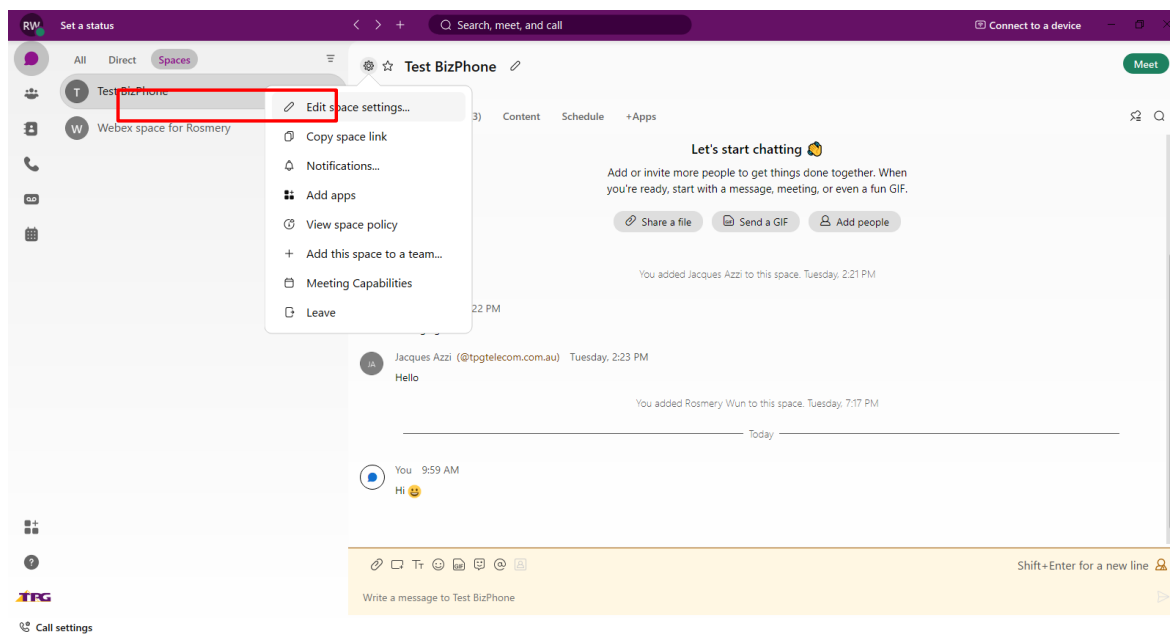 RW Set a status Search, meet, and call Connect to a device
All Direct Spaces
Test BizPhone
Meet
T Test BizPhone
W Webex space for Rosmery
Edit space settings...
Copy space link
Notifications...
Add apps
View space policy
Add this space to a team...
Meeting Capabilities
Leave
3) Content Schedule +Apps
Let's start chatting 👏
Add or invite more people to get things done together. When
you're ready, start with a message, meeting, or even a fun GIF.
Share a file GIF Send a GIF Add people
You added Jacques Azzi to this space. Tuesday, 2:21 PM
22 PM
JA Jacques Azzi (@tpgtelecom.com.au) Tuesday, 2:23 PM
Hello
You added Rosmery Wun to this space. Tuesday, 7:17 PM
Today
You 9:59 AM
Hi 😀
GIF Shift+Enter for a new line
Write a message to Test BizPhone
TPG
Call settings